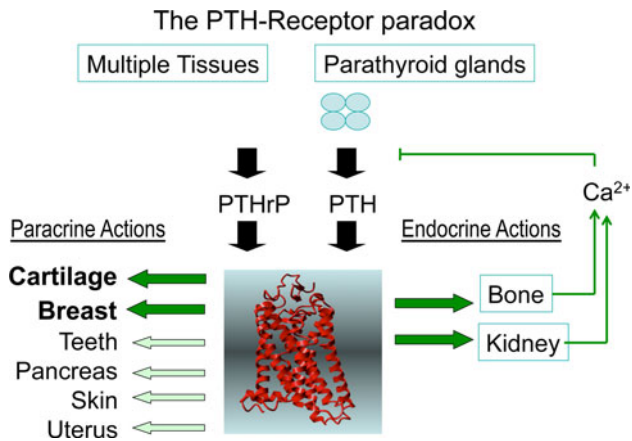 The PTH-Receptor paradox
Multiple Tissues
Parathyroid glands
PTHrP
PTH
Ca²⁺
Paracrine Actions
Endocrine Actions
Cartilage
Breast
Teeth
Pancreas
Skin
Uterus
Bone
Kidney